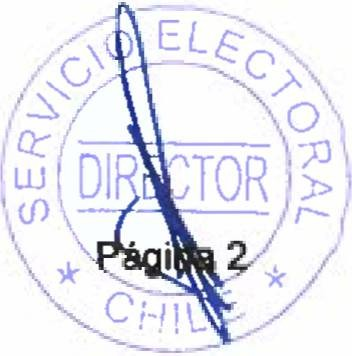 SERVICIO ELECTORAL
DIRECTOR
Página 2
CHILE